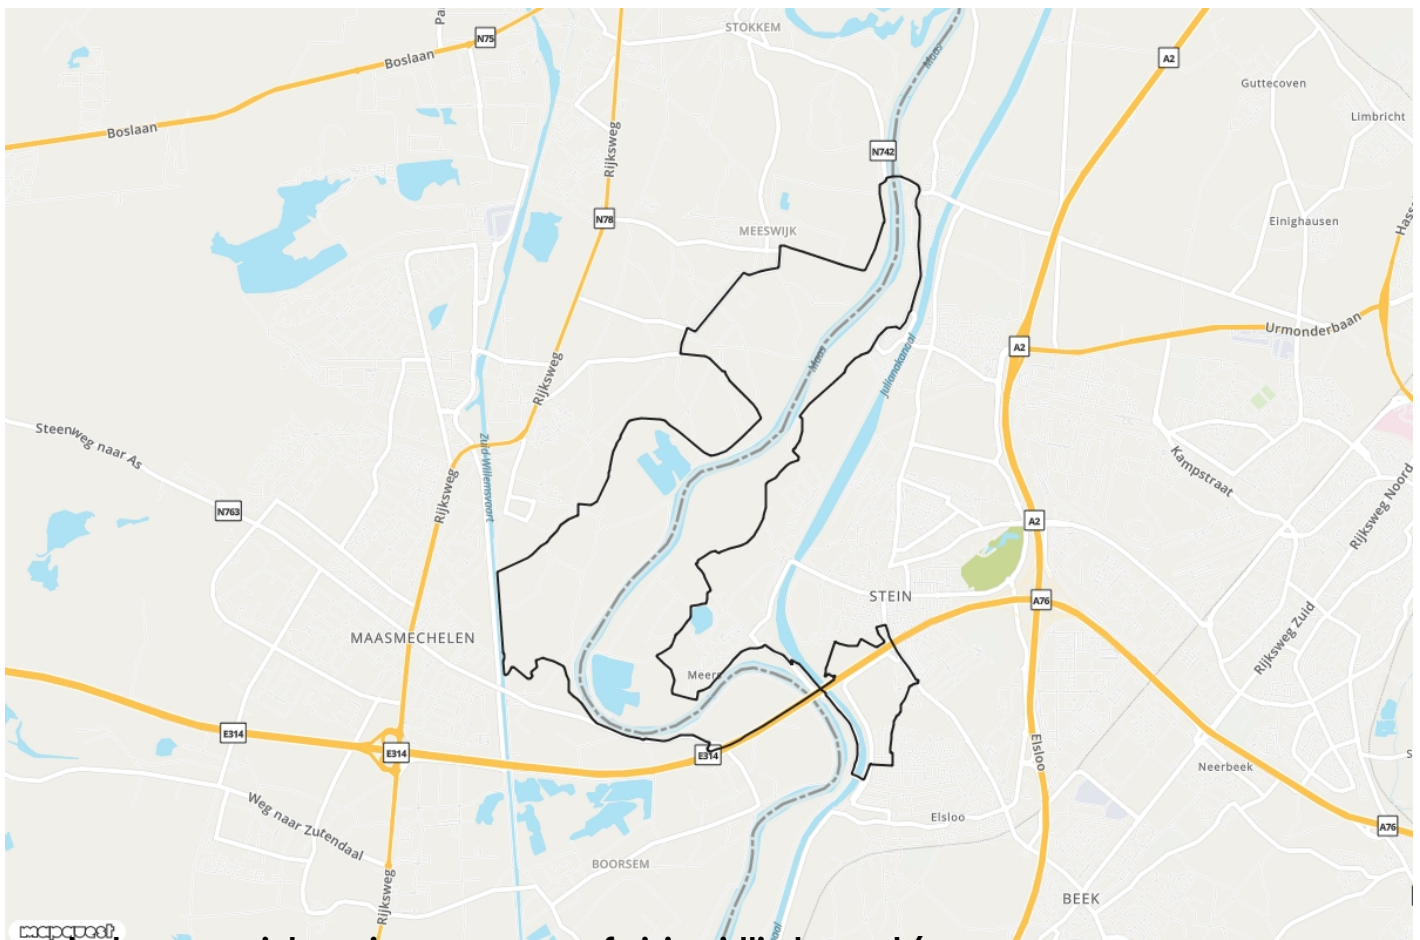 STOKKEM
N75
Boslaan
Maas
A2
Guttecoven
Limbricht
Boslaan
Rijksweg
N742
N78
MEESWIJK
Einighausen
Urmonderbaan
A2
Maas
Julianakanaal
Rijksweg
Steenweg naar As
Zuid-Willemsvaart
Kampstraat
Rijksweg
N763
Rijksweg Noord
A2
STEIN
A76
MAASMECHELEN
Rijksweg Zuid
Meers
E314
E314
E314
Elsloo
Neerbeek
Weg naar Zutendaal
Elsloo
A76
BOORSEM
Rijksweg
BEEK
mapquest